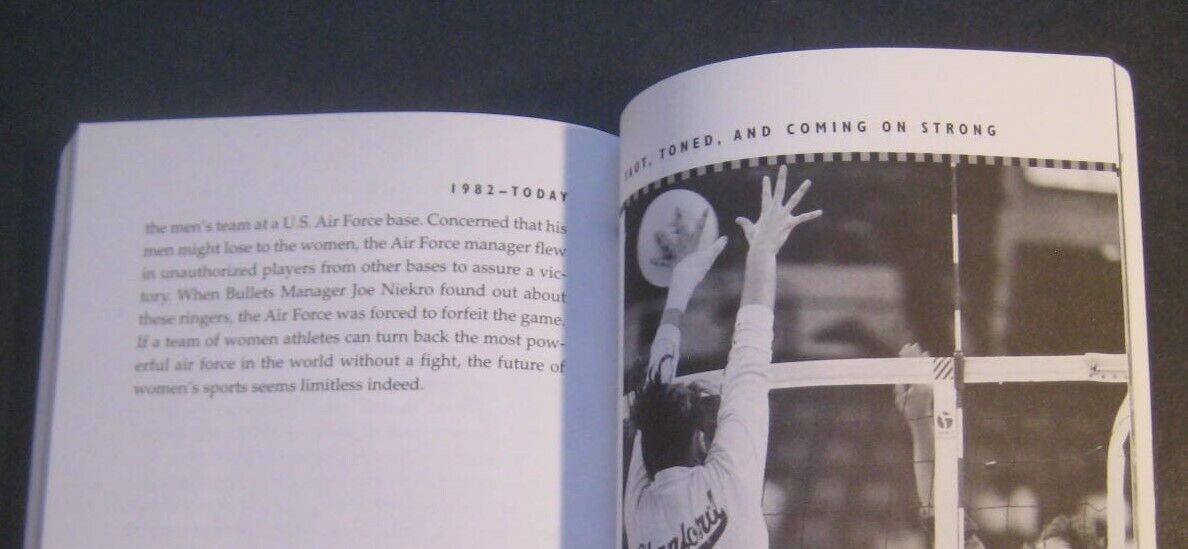 1982–TODAY
the men's team at a U.S. Air Force base. Concerned that his
men might lose to the women, the Air Force manager flew
in unauthorized players from other bases to assure a vic-
tory. When Bullets Manager Joe Niekro found out about
these ringers, the Air Force was forced to forfeit the game.
If a team of women athletes can turn back the most pow-
erful air force in the world without a fight, the future of
women's sports seems limitless indeed.
TAUT, TONED, AND COMING ON STRONG
Stanford